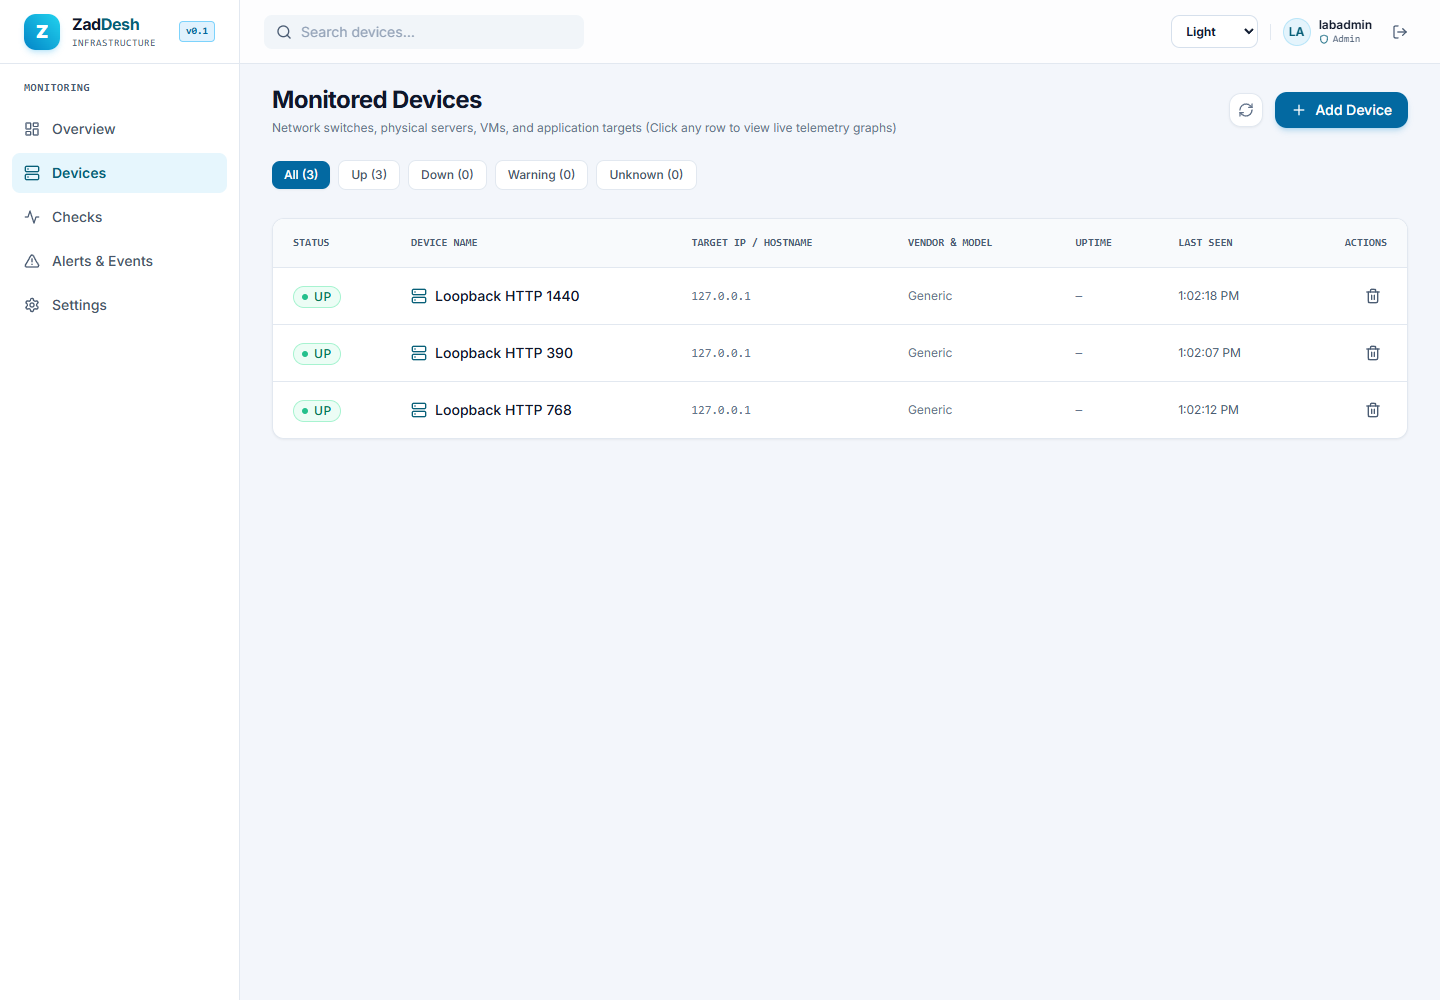 Z
ZadDesh
INFRASTRUCTURE
v0.1
Search devices...
Light
LA
labadmin
Admin
MONITORING
Overview
Devices
Checks
Alerts & Events
Settings
Monitored Devices
Network switches, physical servers, VMs, and application targets (Click any row to view live telemetry graphs)
Add Device
All (3) Up (3) Down (0) Warning (0) Unknown (0)
STATUS DEVICE NAME TARGET IP / HOSTNAME VENDOR & MODEL UPTIME LAST SEEN ACTIONS
UP Loopback HTTP 1440 127.0.0.1 Generic – 1:02:18 PM
UP Loopback HTTP 390 127.0.0.1 Generic – 1:02:07 PM
UP Loopback HTTP 768 127.0.0.1 Generic – 1:02:12 PM